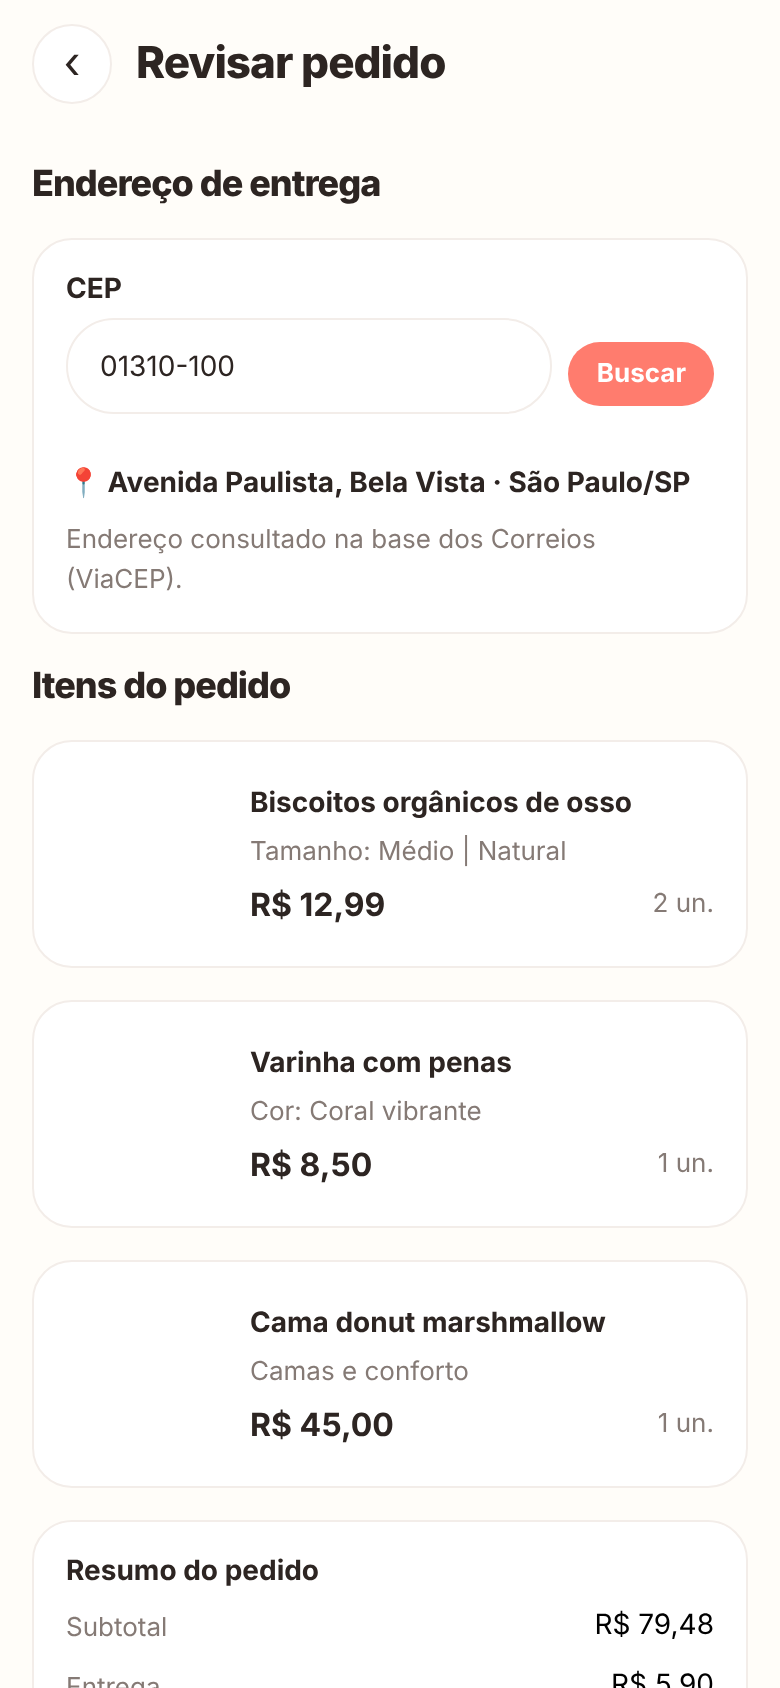 Revisar pedido
Endereço de entrega
CEP
01310-100
Buscar
📍 Avenida Paulista, Bela Vista · São Paulo/SP
Endereço consultado na base dos Correios
(ViaCEP).
Itens do pedido
Biscoitos orgânicos de osso
Tamanho: Médio | Natural
R$ 12,99
2 un.
Varinha com penas
Cor: Coral vibrante
R$ 8,50
1 un.
Cama donut marshmallow
Camas e conforto
R$ 45,00
1 un.
Resumo do pedido
Subtotal
R$ 79,48
Entrega
R$ 5,90